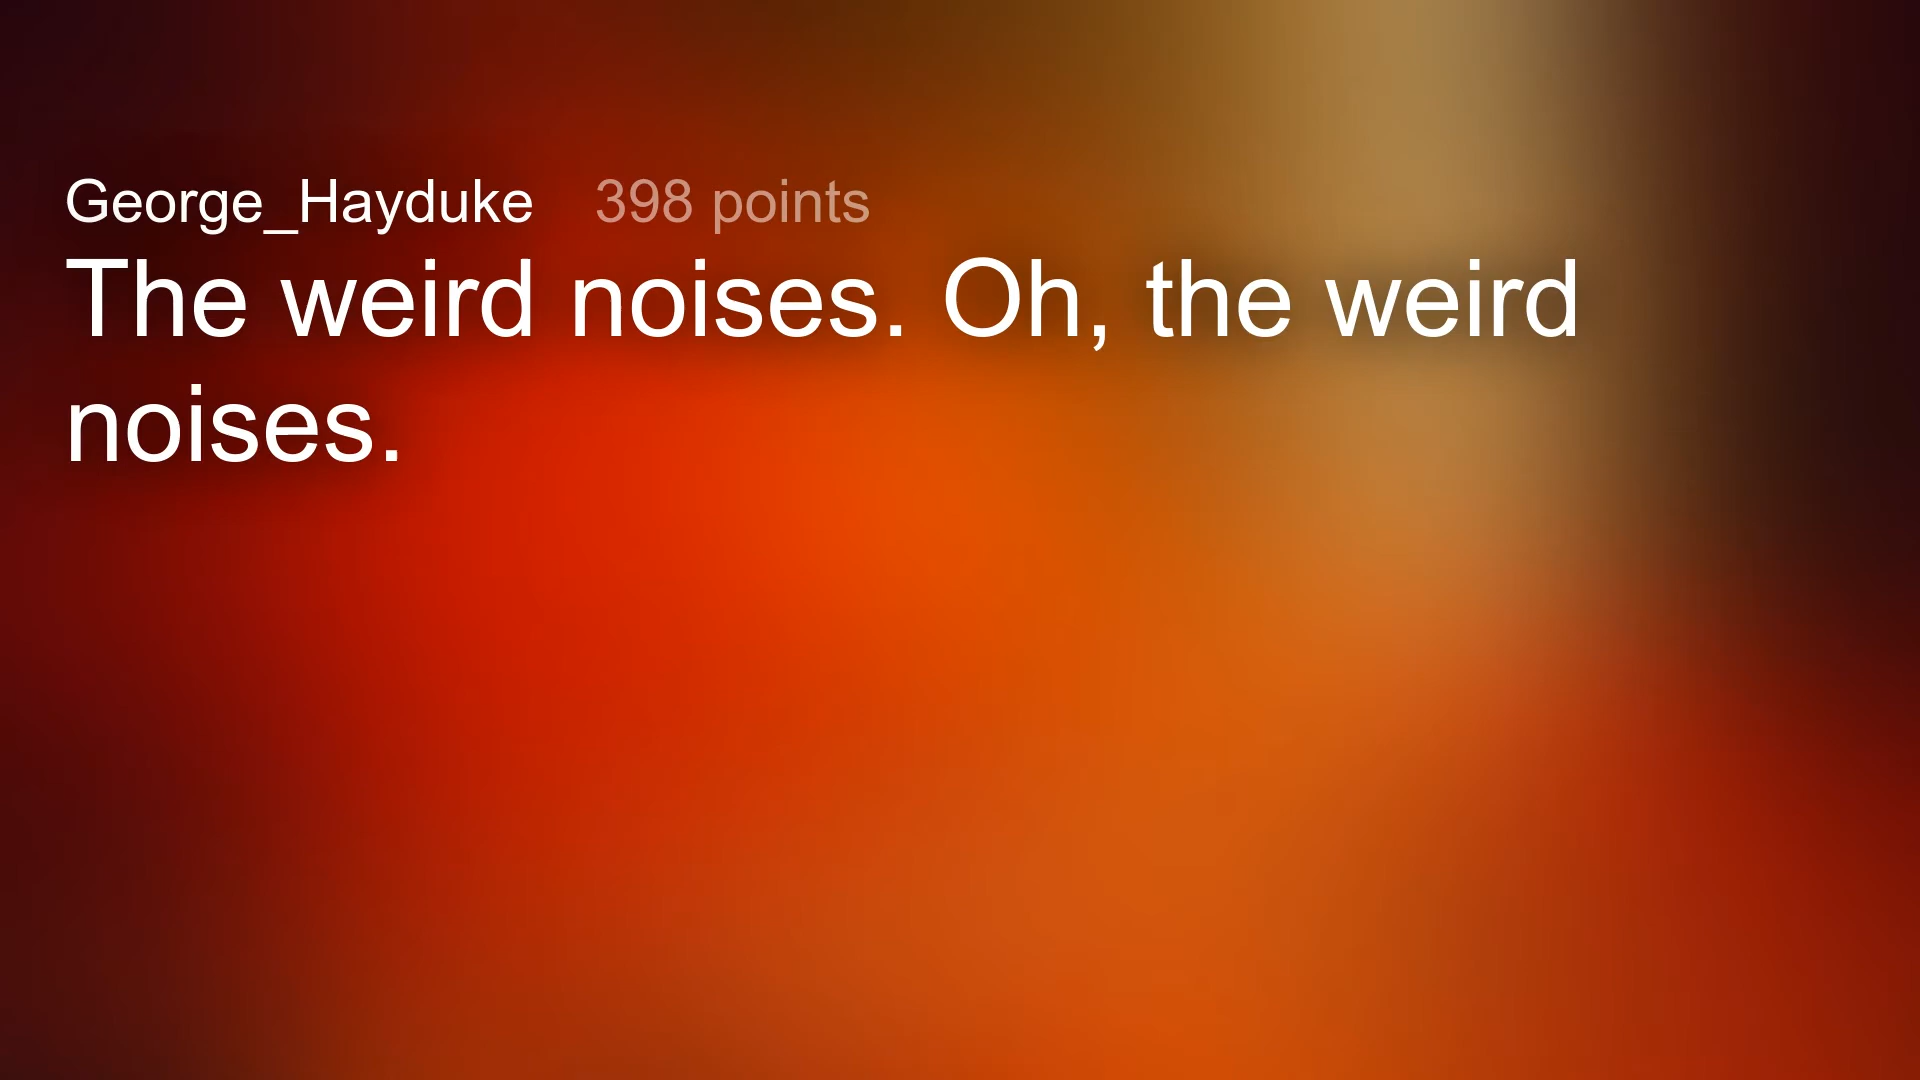 George_Hayduke 398 points
The weird noises. Oh, the weird
noises.